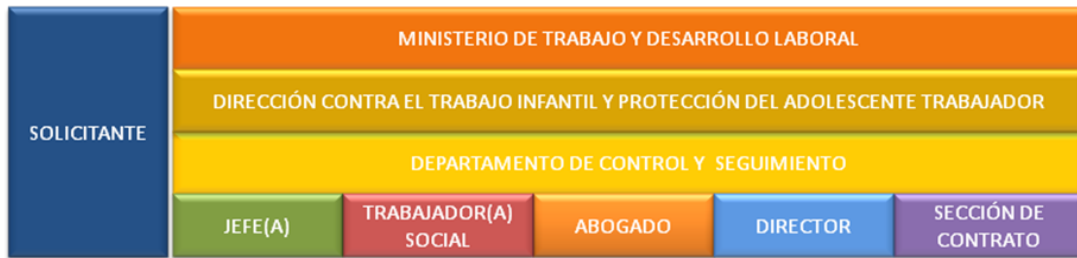 SOLICITANTE
MINISTERIO DE TRABAJO Y DESARROLLO LABORAL
DIRECCIÓN CONTRA EL TRABAJO INFANTIL Y PROTECCIÓN DEL ADOLESCENTE TRABAJADOR
DEPARTAMENTO DE CONTROL Y SEGUIMIENTO
JEFE(A)
TRABAJADOR(A)
SOCIAL
ABOGADO
DIRECTOR
SECCIÓN DE
CONTRATO